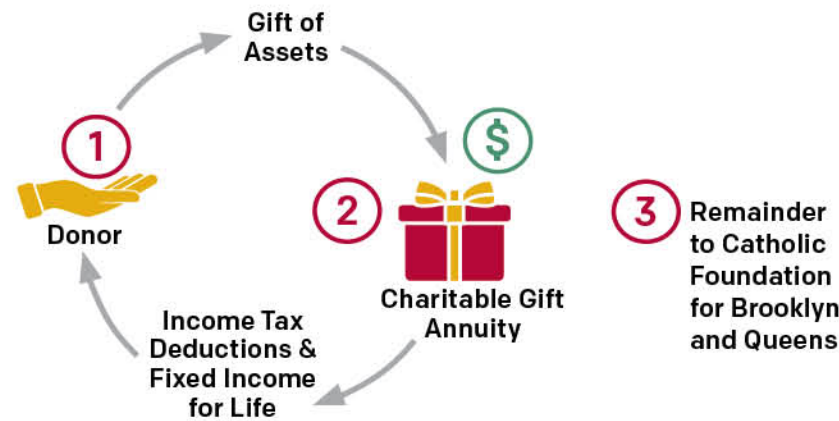 Gift of
Assets
1
$
Donor
2
Charitable Gift
Annuity
Income Tax
Deductions &
Fixed Income
for Life
3
Remainder
to Catholic
Foundation
for Brooklyn
and Queens